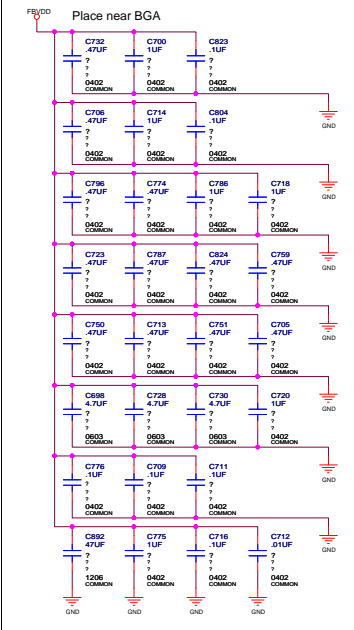 FBVDD
Place near BGA
C732 C700 C823
.47UF 1UF .1UF
? ? ?
? ? ?
? ? ?
0402 0402 0402
COMMON COMMON COMMON
GND
C706 C714 C804
.47UF 1UF .1UF
? ? ?
? ? ?
? ? ?
0402 0402 0402
COMMON COMMON COMMON
GND
C796 C774 C786 C718
.47UF .47UF 1UF 1UF
? ? ? ?
? ? ? ?
? ? ? ?
0402 0402 0402 0402
COMMON COMMON COMMON COMMON
GND
C723 C787 C824 C759
.47UF .47UF .47UF .47UF
? ? ? ?
? ? ? ?
? ? ? ?
0402 0402 0402 0402
COMMON COMMON COMMON COMMON
GND
C750 C713 C751 C705
.47UF .47UF .47UF .47UF
? ? ? ?
? ? ? ?
? ? ? ?
0402 0402 0402 0402
COMMON COMMON COMMON COMMON
GND
C698 C728 C730 C720
4.7UF 4.7UF 4.7UF 1UF
? ? ? ?
? ? ? ?
? ? ? ?
0603 0603 0603 0402
COMMON COMMON COMMON COMMON
GND
C776 C709 C711
.1UF .1UF .1UF
? ? ?
? ? ?
? ? ?
0402 0402 0402
COMMON COMMON COMMON
GND
C892 C775 C716 C712
47UF 1UF 1UF .01UF
? ? ? ?
? ? ? ?
? ? ? ?
1206 0402 0402 0402
COMMON COMMON COMMON COMMON
GND GND GND GND